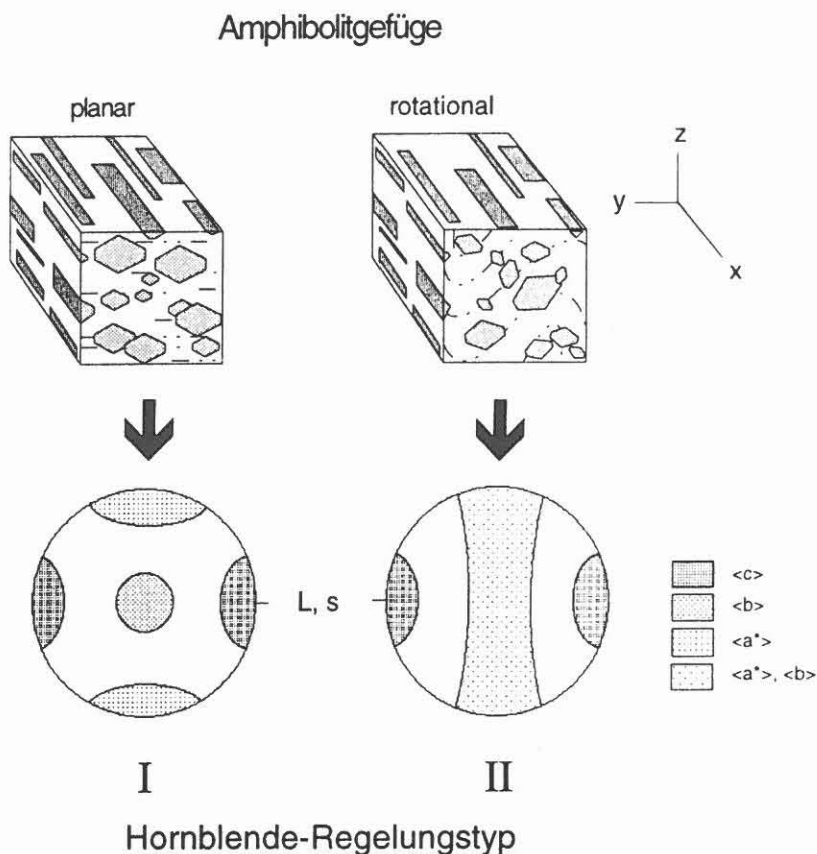 Amphibolitgefüge
planar
rotational
z
y
x
L, s
<c>
<b>
<a*>
<a*>, <b>
I
II
Hornblende-Regelungstyp